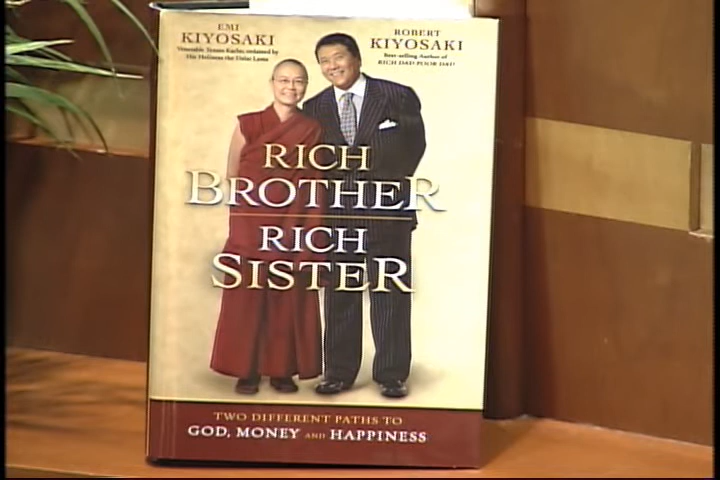 EMI
KIYOSAKI
Venerable Tenzin Kacho, ordained by
His Holiness the Dalai Lama
ROBERT
KIYOSAKI
Best-selling Author of
RICH DAD POOR DAD
RICH
BROTHER
RICH
SISTER
TWO DIFFERENT PATHS TO
GOD, MONEY AND HAPPINESS